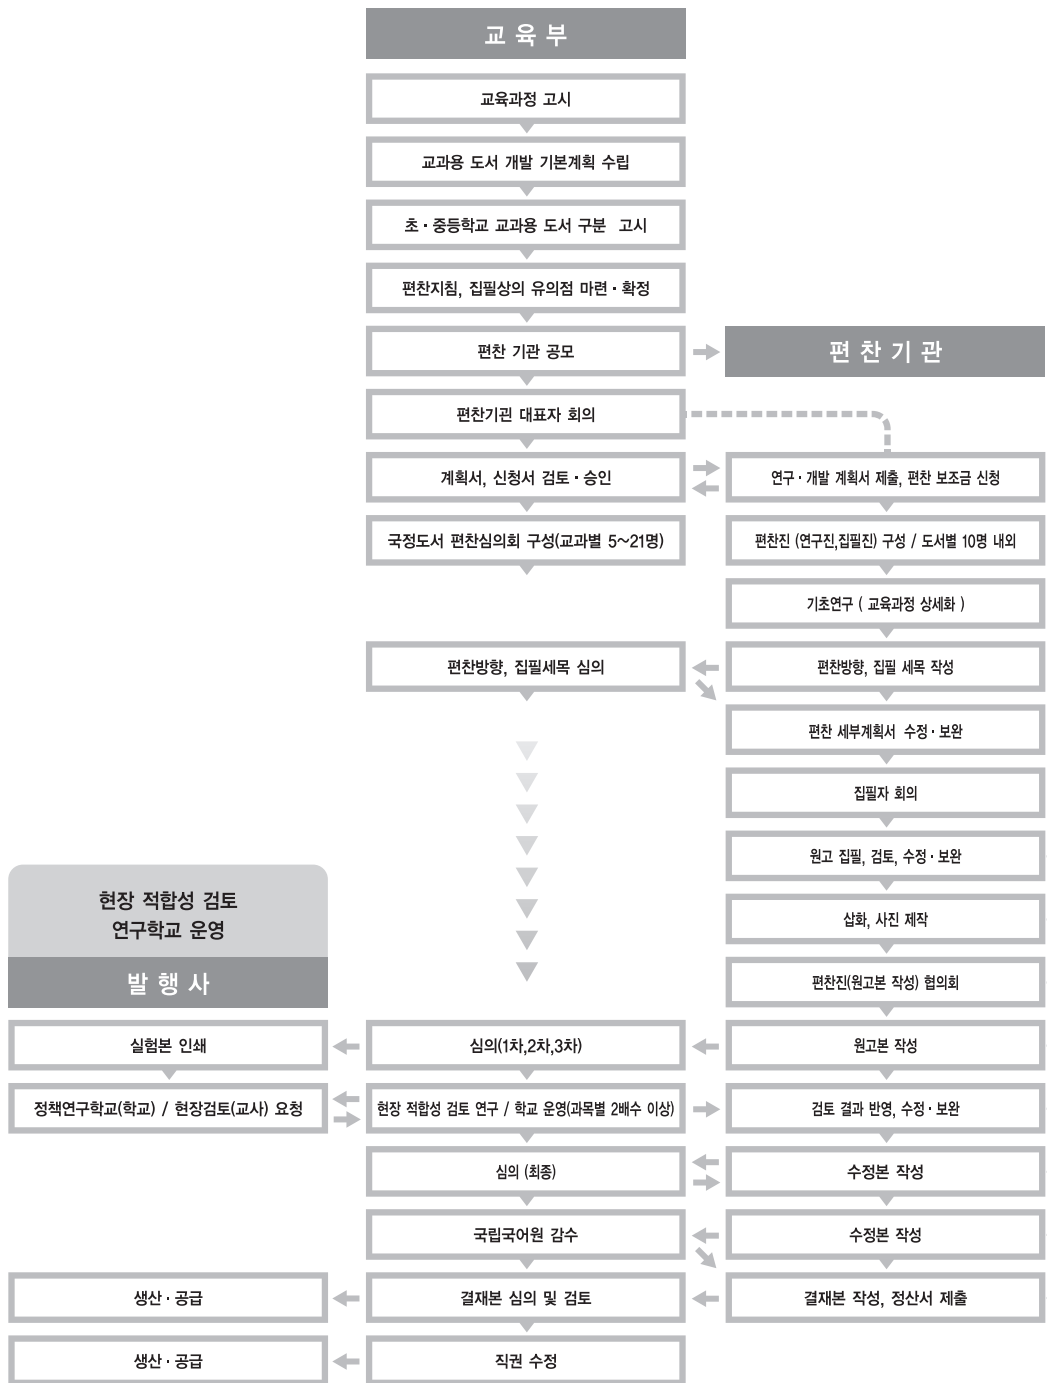 교육부
교육과정 고시
교과용 도서 개발 기본계획 수립
초·중등학교 교과용 도서 구분 고시
편찬지침, 집필상의 유의점 마련·확정
편찬 기관 공모
편찬기관
편찬기괸 대표자 회의
계획서, 신청서 검토·승인
연구·개발 계획서 제출, 편찬 보조금 신청
국정도서 편찬심의회 구성(교과별 5~21명)
편찬진 (연구진,집필진) 구성 / 도서별 10명 내외
기초연구 ( 교육과정 상세화 )
편찬방향, 집필세목 심의
편찬방향, 집필 세목 작성
편찬 세부계획서 수정·보완
집필자 회의
원고 집필, 검토, 수정·보완
현장 적합성 검토
연구학교 운영
삽화, 사진 제작
발행사
편찬진(원고본 작성) 협의회
실험본 인쇄
심의(1차,2차,3차)
원고본 작성
정책연구학교(학교) / 현장검토(교사) 요청
현장 적합성 검토 연구 / 학교 운영(과목별 2배수 이상)
검토 결과 반영, 수정·보완
심의 (최종)
수정본 작성
국립국어원 감수
수정본 작성
생산·공급
결재본 심의 및 검토
결재본 작성, 정산서 제출
생산·공급
직권 수정